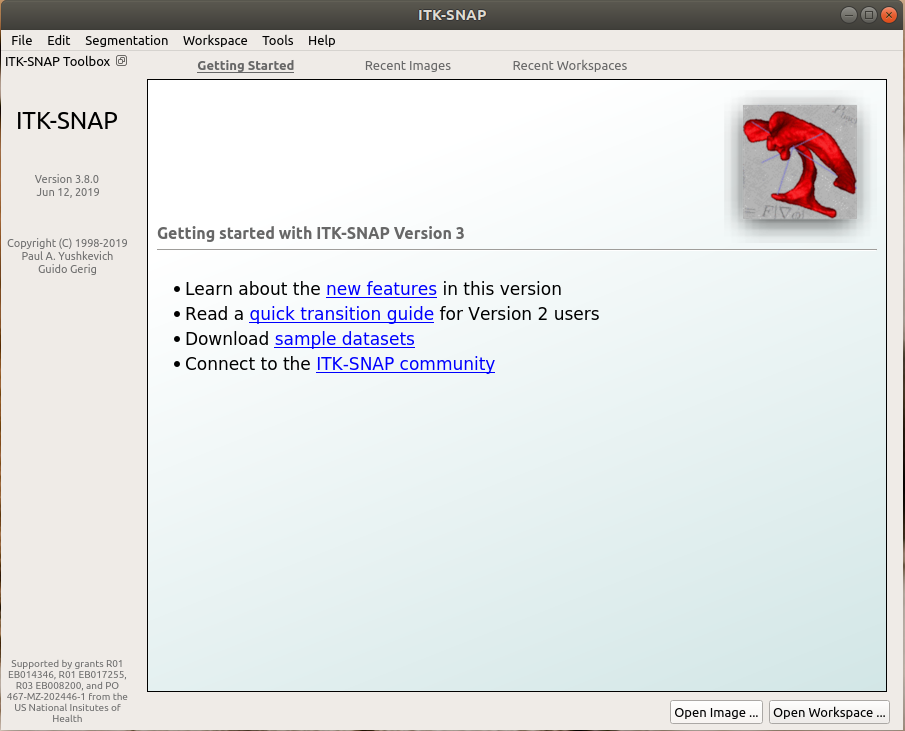 ITK-SNAP
File Edit Segmentation Workspace Tools Help
ITK-SNAP Toolbox
Getting Started Recent Images Recent Workspaces
ITK-SNAP
Version 3.8.0
Jun 12, 2019
Copyright (C) 1998-2019
Paul A. Yushkevich
Guido Gerig
Supported by grants R01
EB014346, R01 EB017255,
R03 EB008200, and PO
467-MZ-202446-1 from the
US National Insitutes of
Health
Getting started with ITK-SNAP Version 3
• Learn about the new features in this version
• Read a quick transition guide for Version 2 users
• Download sample datasets
• Connect to the ITK-SNAP community
Open Image ... Open Workspace ...